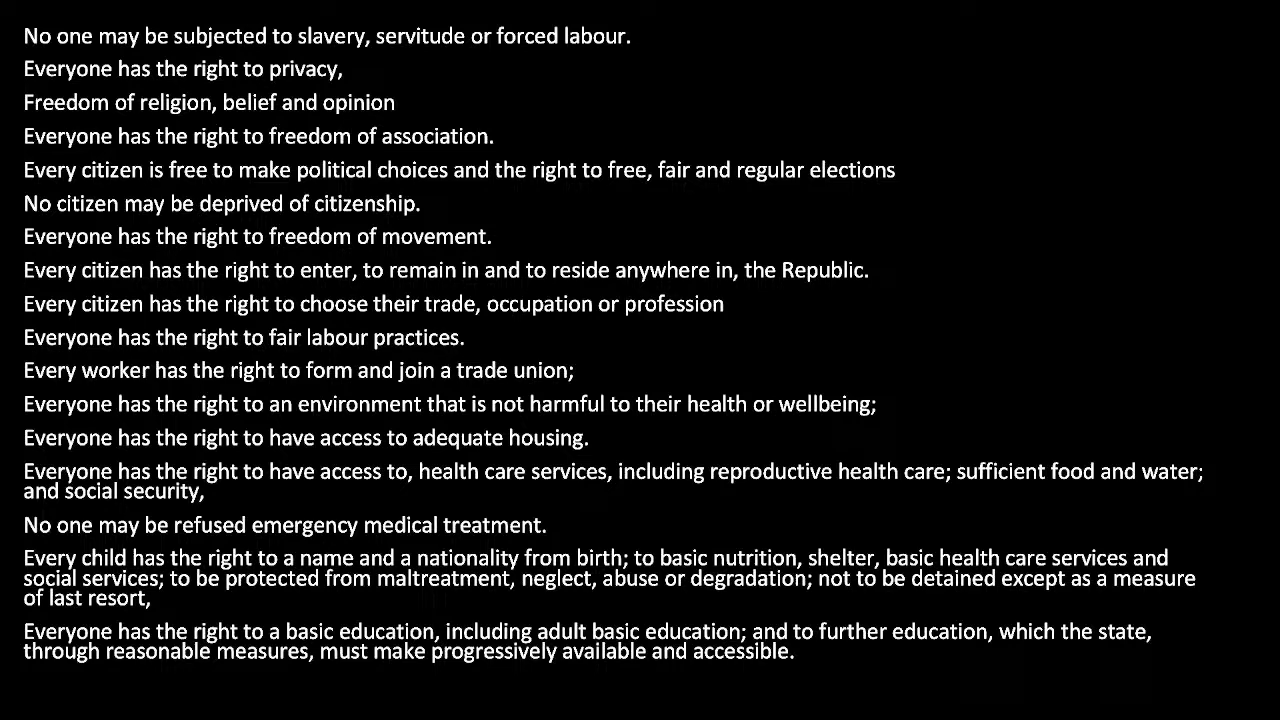 No one may be subjected to slavery, servitude or forced labour.
Everyone has the right to privacy,
Freedom of religion, belief and opinion
Everyone has the right to freedom of association.
Every citizen is free to make political choices and the right to free, fair and regular elections
No citizen may be deprived of citizenship.
Everyone has the right to freedom of movement.
Every citizen has the right to enter, to remain in and to reside anywhere in, the Republic.
Every citizen has the right to choose their trade, occupation or profession
Everyone has the right to fair labour practices.
Every worker has the right to form and join a trade union;
Everyone has the right to an environment that is not harmful to their health or wellbeing;
Everyone has the right to have access to adequate housing.
Everyone has the right to have access to, health care services, including reproductive health care; sufficient food and water;
and social security,
No one may be refused emergency medical treatment.
Every child has the right to a name and a nationality from birth; to basic nutrition, shelter, basic health care services and
social services; to be protected from maltreatment, neglect, abuse or degradation; not to be detained except as a measure
of last resort,
Everyone has the right to a basic education, including adult basic education; and to further education, which the state,
through reasonable measures, must make progressively available and accessible.